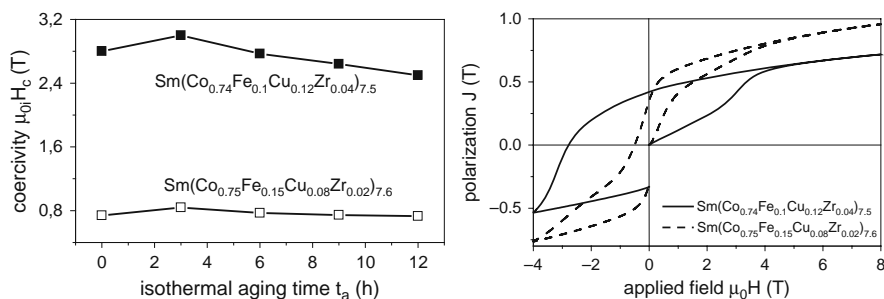 coercivity μ₀ᵢH_c (T)
3,2
2.4
1.6
0.8
0 2 4 6 8 10 12
isothermal aging time tₐ (h)
Sm(Co₀.₇₄Fe₀.₁Cu₀.₁₂Zr₀.₀₄)₇.₅
Sm(Co₀.₇₅Fe₀.₁₅Cu₀.₀₈Zr₀.₀₂)₇.₆
polarization J (T)
1.0
0.5
0.0
−0.5
−4 −2 0 2 4 6 8
applied field μ₀H (T)
Sm(Co₀.₇₄Fe₀.₁Cu₀.₁₂Zr₀.₀₄)₇.₅
Sm(Co₀.₇₅Fe₀.₁₅Cu₀.₀₈Zr₀.₀₂)₇.₆